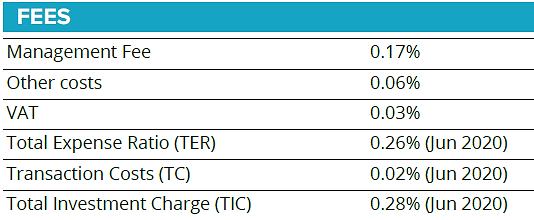 FEES
Management Fee 0.17%
Other costs 0.06%
VAT 0.03%
Total Expense Ratio (TER) 0.26% (Jun 2020)
Transaction Costs (TC) 0.02% (Jun 2020)
Total Investment Charge (TIC) 0.28% (Jun 2020)